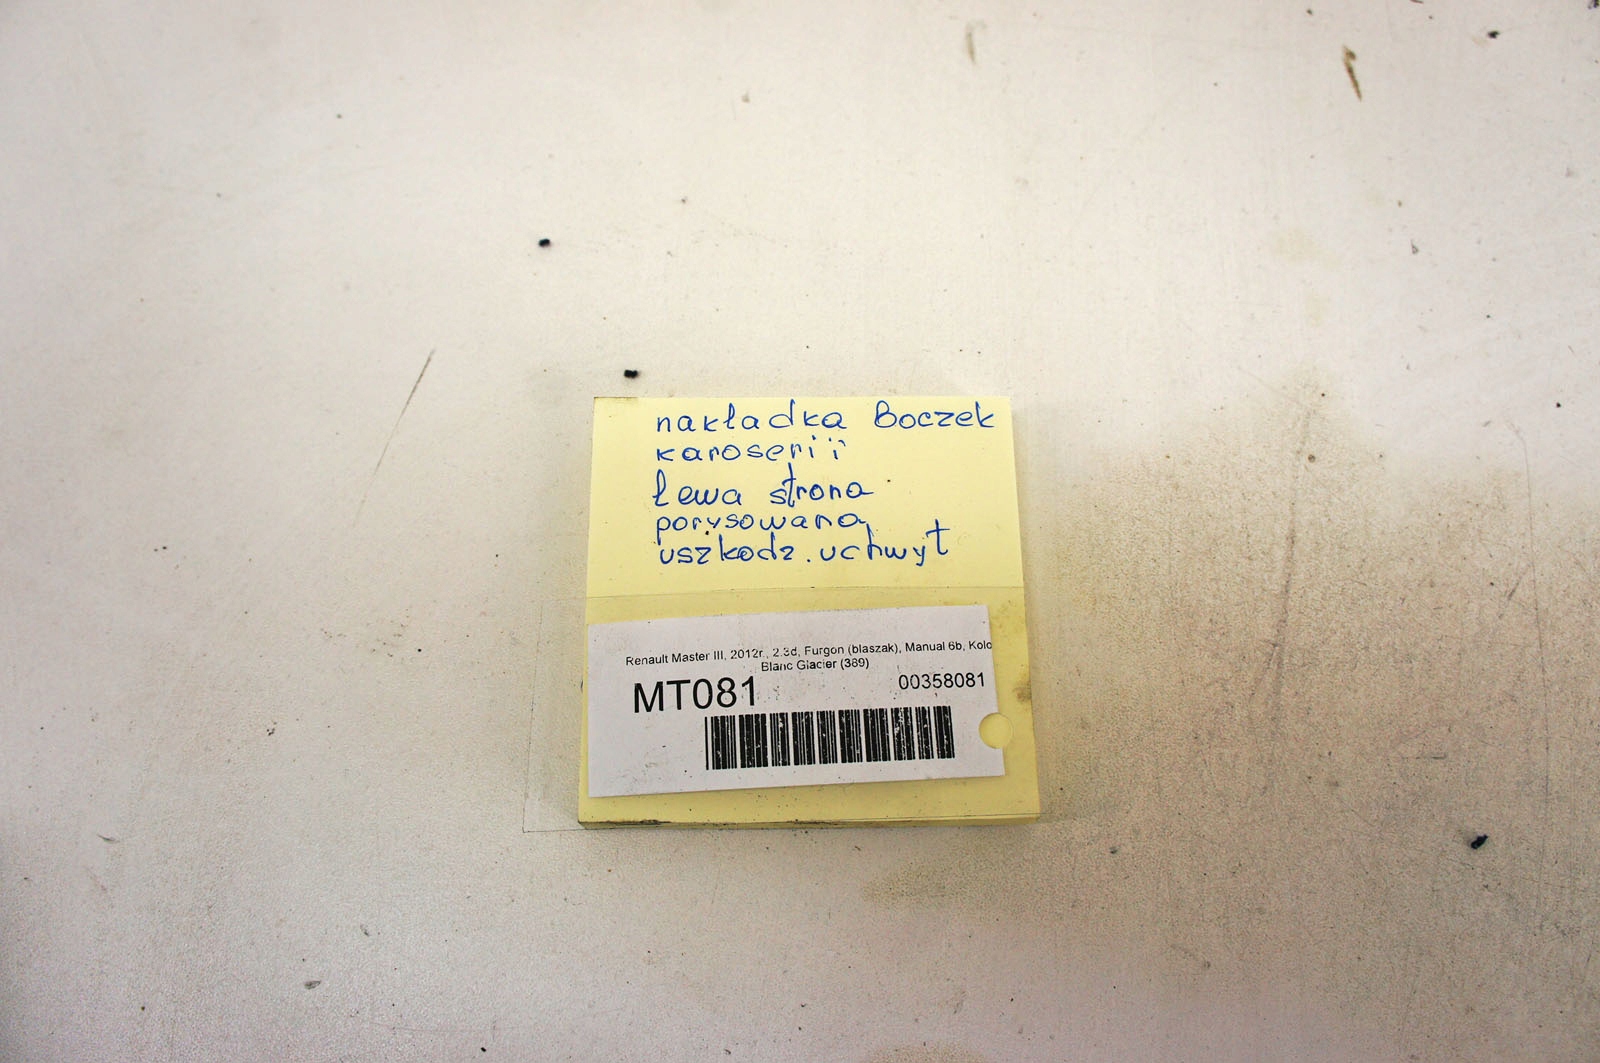 nakładka Boczek
karoserii
Lewa strona
porysowana,
uszkodz. uchwyt
Renault Master III, 2012r., 2.3d, Furgon (blaszak), Manual 6b, Kolo
Blanc Glacier (389)
MT081
00358081